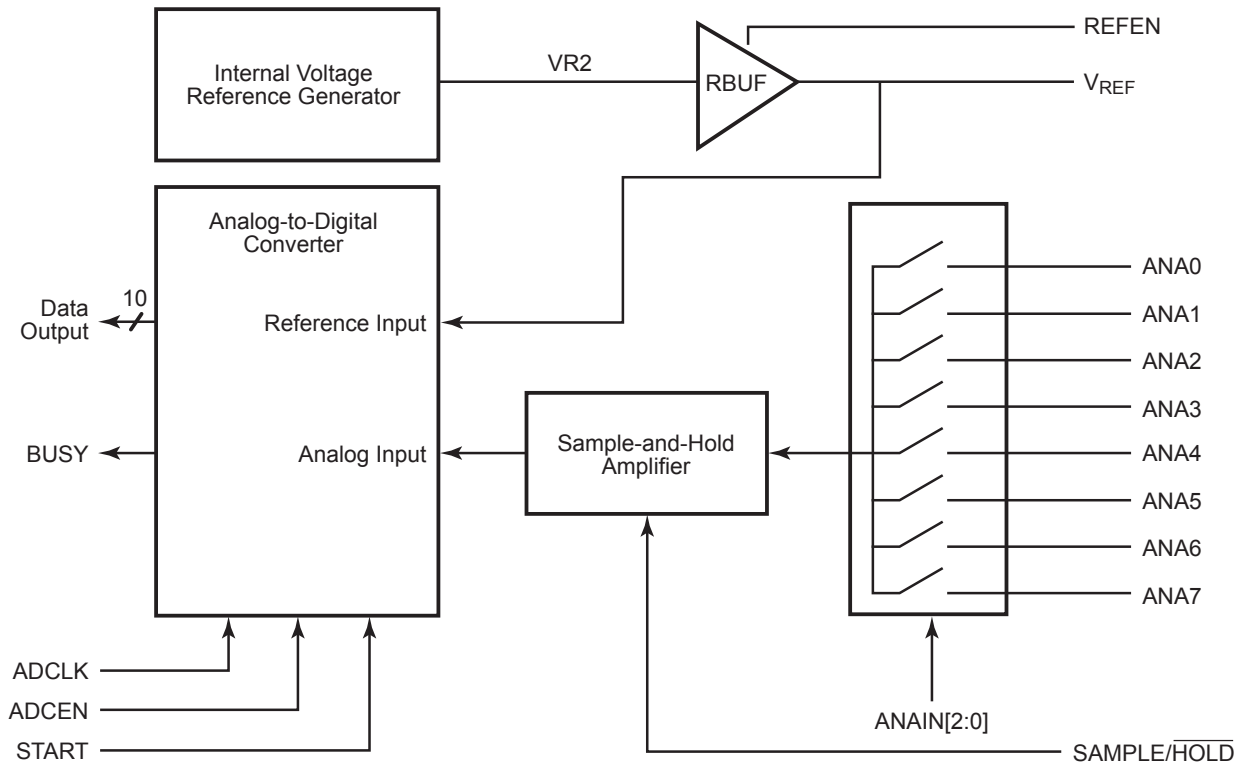 REFEN
Internal Voltage
Reference Generator
VR2
RBUF
VREF
Analog-to-Digital
Converter
Data
Output
10
Reference Input
BUSY
Analog Input
Sample-and-Hold
Amplifier
ANA0
ANA1
ANA2
ANA3
ANA4
ANA5
ANA6
ANA7
ADCLK
ADCEN
START
ANAIN[2:0]
SAMPLE/HOLD